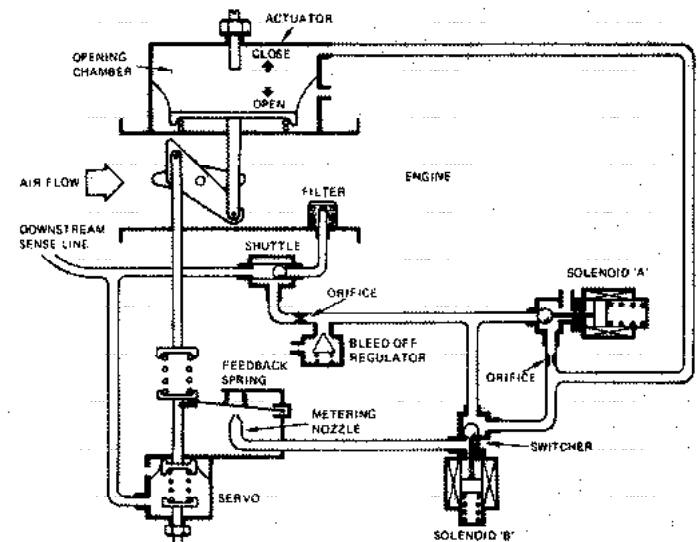 ACTUATOR
CLOSE
OPENING
CHAMBER
OPEN
AIR FLOW
ENGINE
FILTER
DOWNSTREAM
SENSE LINE
SHUTTLE
SOLENOID 'A'
ORIFICE
BLEED OFF
REGULATOR
FEEDBACK
SPRING
ORIFICE
METERING
NOZZLE
SWITCHER
SERVO
SOLENOID 'B'